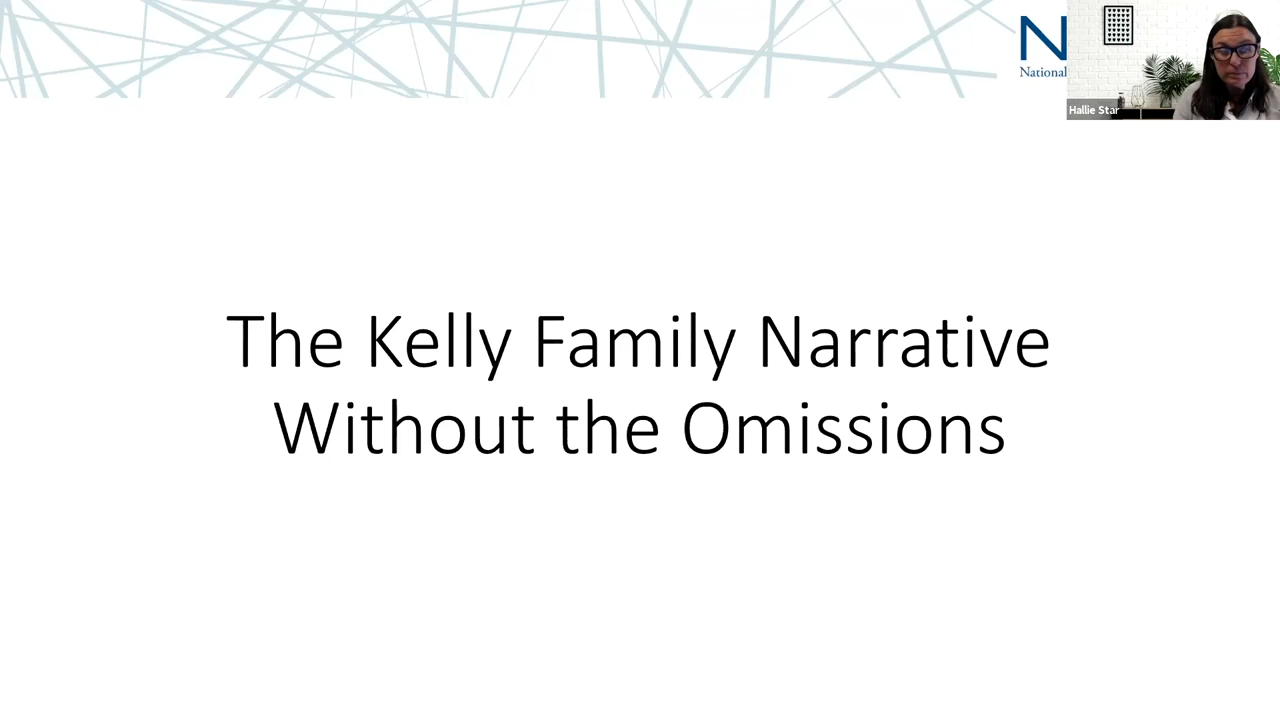 N
National
Hallie Star
The Kelly Family Narrative
Without the Omissions